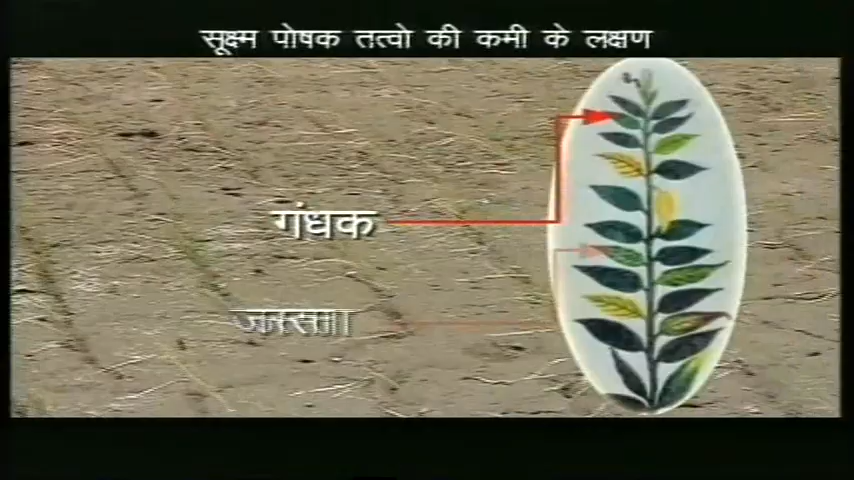 सूक्ष्म पोषक तत्वो की कमी के लक्षण
गंधक